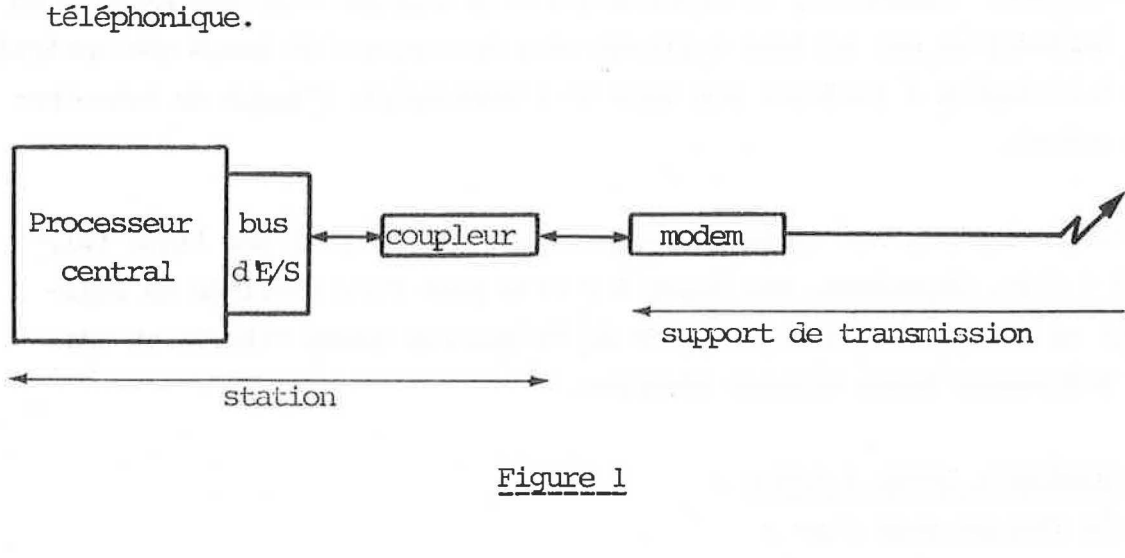 téléphonique.
Processeur
central
bus
d'E/S
coupleur
modem
support de transmission
station
Figure 1